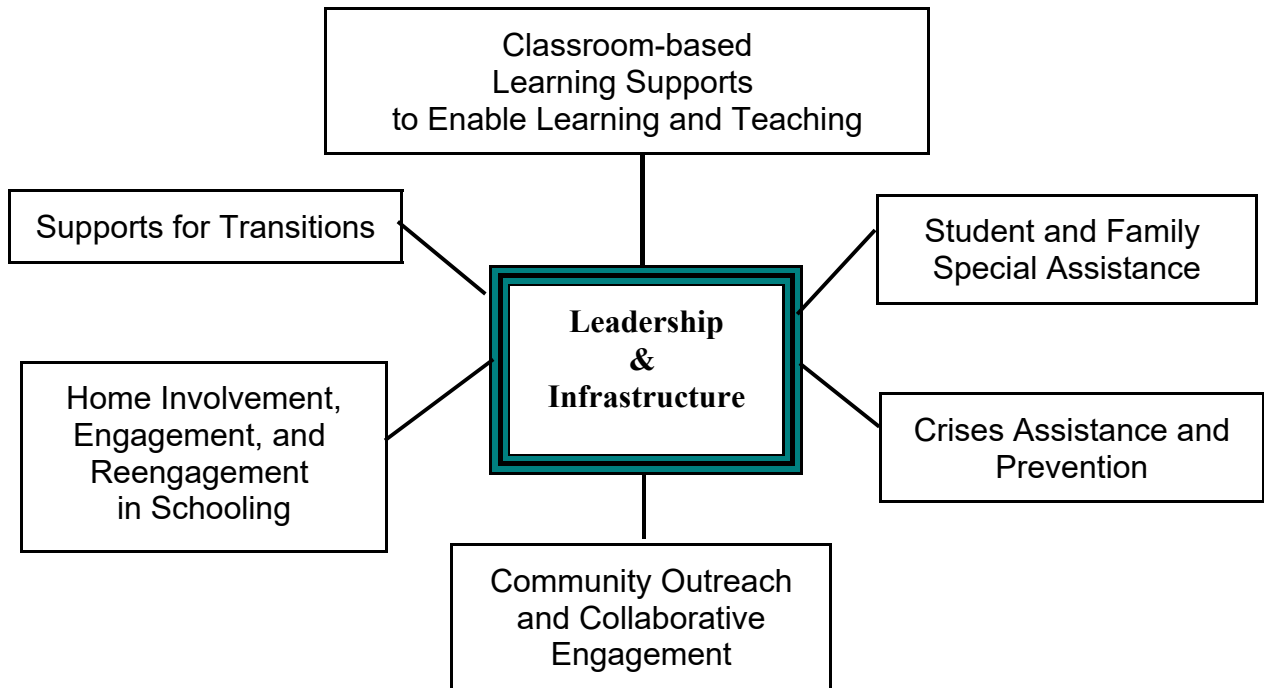 Classroom-based
Learning Supports
to Enable Learning and Teaching
Supports for Transitions
Student and Family
Special Assistance
Leadership
&
Infrastructure
Home Involvement,
Engagement, and
Reengagement
in Schooling
Crises Assistance and
Prevention
Community Outreach
and Collaborative
Engagement